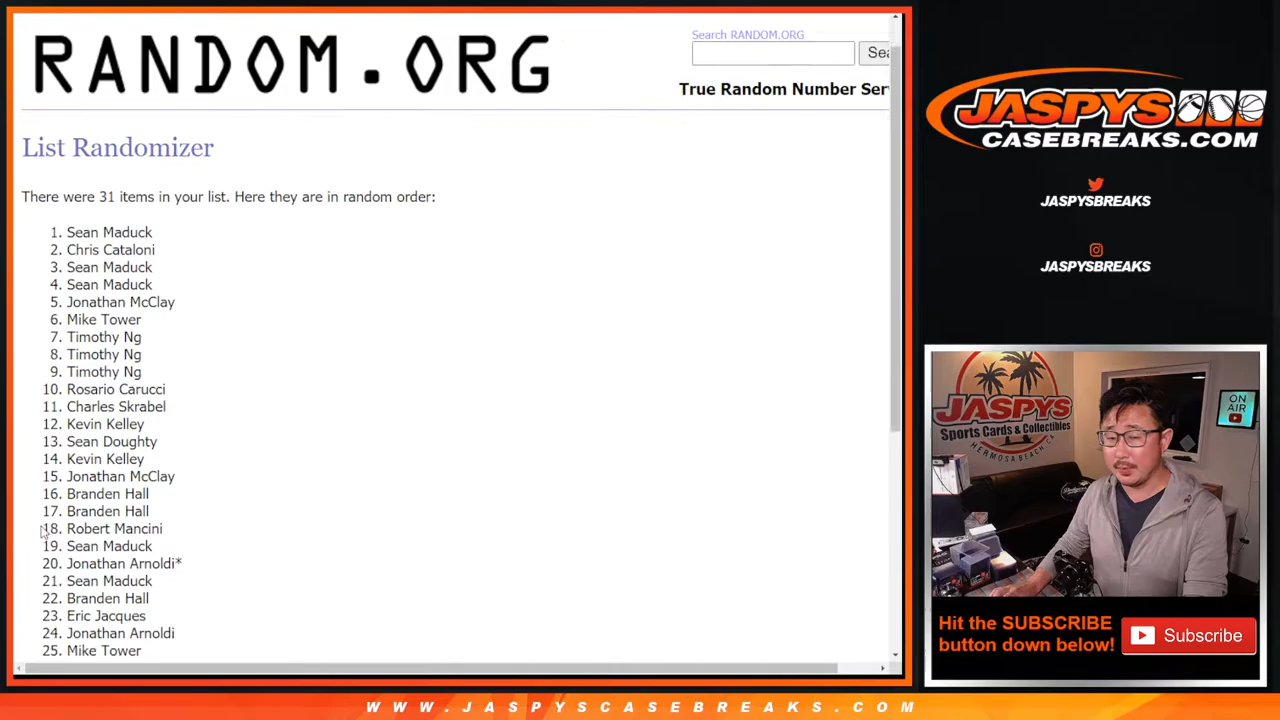 RANDOM.ORG
Search RANDOM.ORG
Sea
True Random Number Ser
List Randomizer
There were 31 items in your list. Here they are in random order:
1. Sean Maduck
2. Chris Cataloni
3. Sean Maduck
4. Sean Maduck
5. Jonathan McClay
6. Mike Tower
7. Timothy Ng
8. Timothy Ng
9. Timothy Ng
10. Rosario Carucci
11. Charles Skrabel
12. Kevin Kelley
13. Sean Doughty
14. Kevin Kelley
15. Jonathan McClay
16. Branden Hall
17. Branden Hall
18. Robert Mancini
19. Sean Maduck
20. Jonathan Arnoldi*
21. Sean Maduck
22. Branden Hall
23. Eric Jacques
24. Jonathan Arnoldi
25. Mike Tower
JASPYS
CASEBREAKS.COM
JASPYSBREAKS
JASPYSBREAKS
JASPYS
Sports Cards & Collectibles
HERMOSA BEACH, CA
ON
AIR
Hit the SUBSCRIBE
button down below!
Subscribe
WWW.JASPYSCASEBREAKS.COM